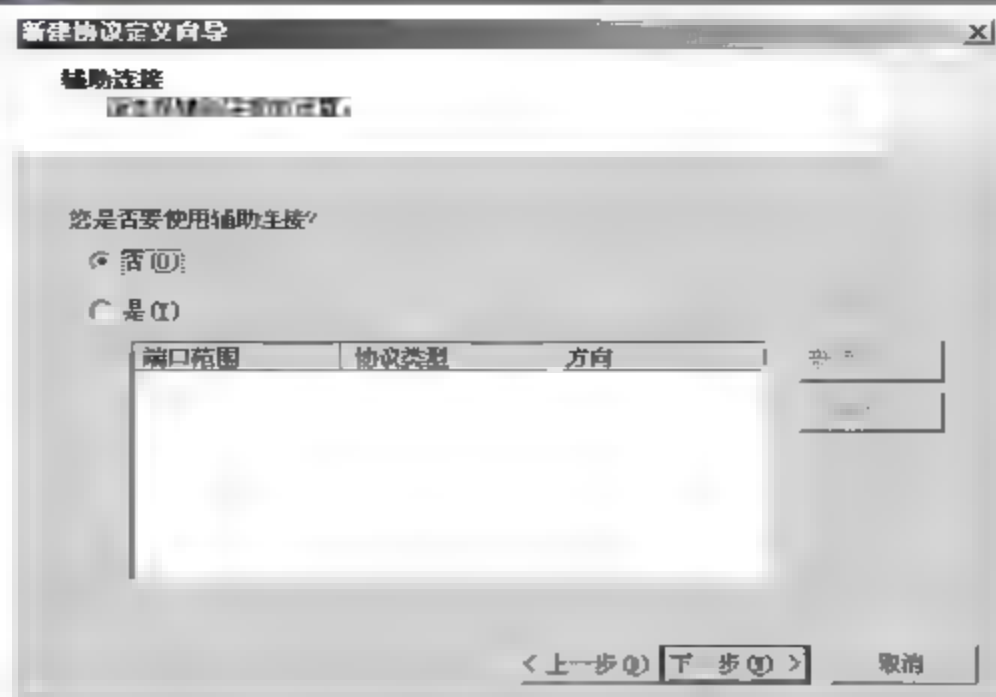 新建协议定义向导
辅助连接
您是否要使用辅助连接?
否(O)
是(Y)
端口范围 协议类型 方向
< 上一步(B) 下一步(N) > 取消